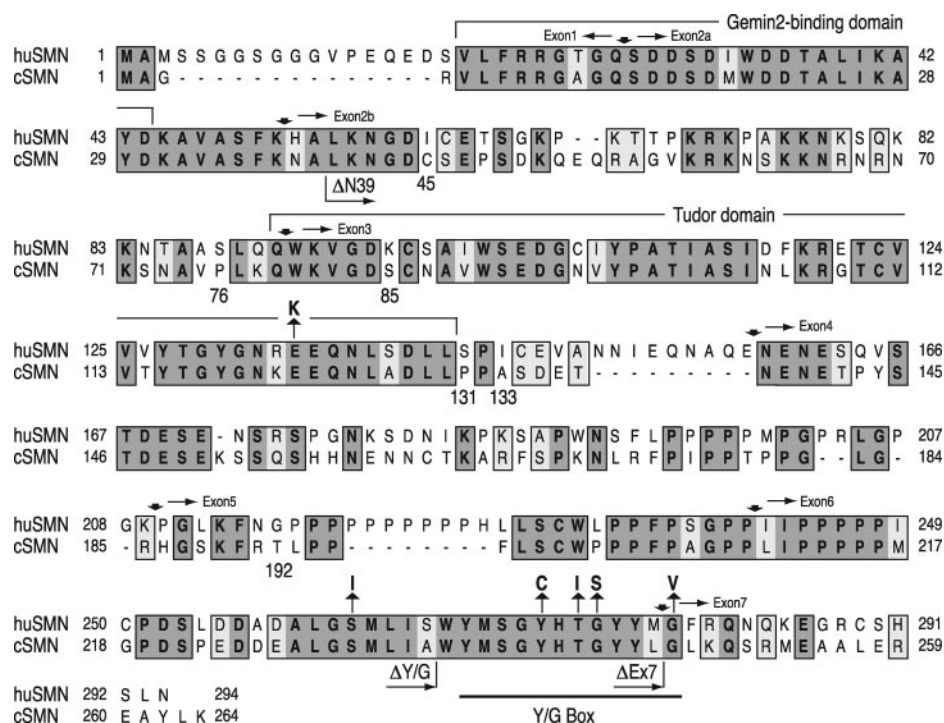 Gemin2-binding domain
Exon1 Exon2a
huSMN 1 M A M S S G G S G G G V P E Q E D S V L F R R G T G Q S D D S D I W D D T A L I K A 42
cSMN 1 M A G - - - - - - - - - - - - - - R V L F R R G A G Q S D D S D M W D D T A L I K A 28
Exon2b
huSMN 43 Y D K A V A S F K H A L K N G D I C E T S G K P - - K T T P K R K P A K K N K S Q K 82
cSMN 29 Y D K A V A S F K N A L K N G D C S E P S D K Q E Q R A G V K R K N S K K N R N R N 70
ΔN39 45
Tudor domain
Exon3
huSMN 83 K N T A A S L Q Q W K V G D K C S A I W S E D G C I Y P A T I A S I D F K R E T C V 124
cSMN 71 K S N A V P L K Q W K V G D S C N A V W S E D G N V Y P A T I A S I N L K R G T C V 112
76 85
K
Exon4
huSMN 125 V V Y T G Y G N R E E Q N L S D L L S P I C E V A N N I E Q N A Q E N E N E S Q V S 166
cSMN 113 V T Y T G Y G N K E E Q N L A D L L P P A S D E T - - - - - - - - - N E N E T P Y S 145
131 133
huSMN 167 T D E S E - N S R S P G N K S D N I K P K S A P W N S F L P P P P P M P G P R L G P 207
cSMN 146 T D E S E K S S Q S H H N E N N C T K A R F S P K N L R F P I P P T P P G - - L G - 184
Exon5 Exon6
huSMN 208 G K P G L K F N G P P P P P P P P P P H L L S C W L P P F P S G P P I I P P P P P I 249
cSMN 185 - R H G S K F R T L P P - - - - - - - - F L S C W P P P F P A G P P L I P P P P P M 217
192
I C I S V
Exon7
huSMN 250 C P D S L D D A D A L G S M L I S W Y M S G Y H T G Y Y M G F R Q N Q K E G R C S H 291
cSMN 218 G P D S P E D D E A L G S M L I A W Y M S G Y H T G Y Y L G L K Q S R M E A A L E R 259
ΔY/G ΔEx7
huSMN 292 S L N 294
cSMN 260 E A Y L K 264
Y/G Box